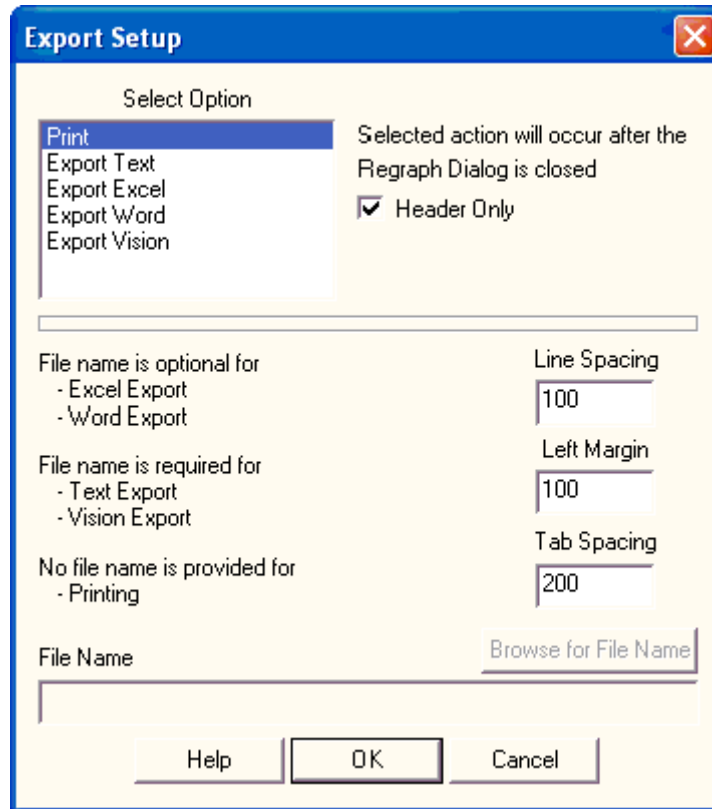 Export Setup
Select Option
Print
Export Text
Export Excel
Export Word
Export Vision
Selected action will occur after the
Regraph Dialog is closed
Header Only
File name is optional for
- Excel Export
- Word Export
File name is required for
- Text Export
- Vision Export
No file name is provided for
- Printing
Line Spacing
100
Left Margin
100
Tab Spacing
200
File Name
Browse for File Name
Help
OK
Cancel